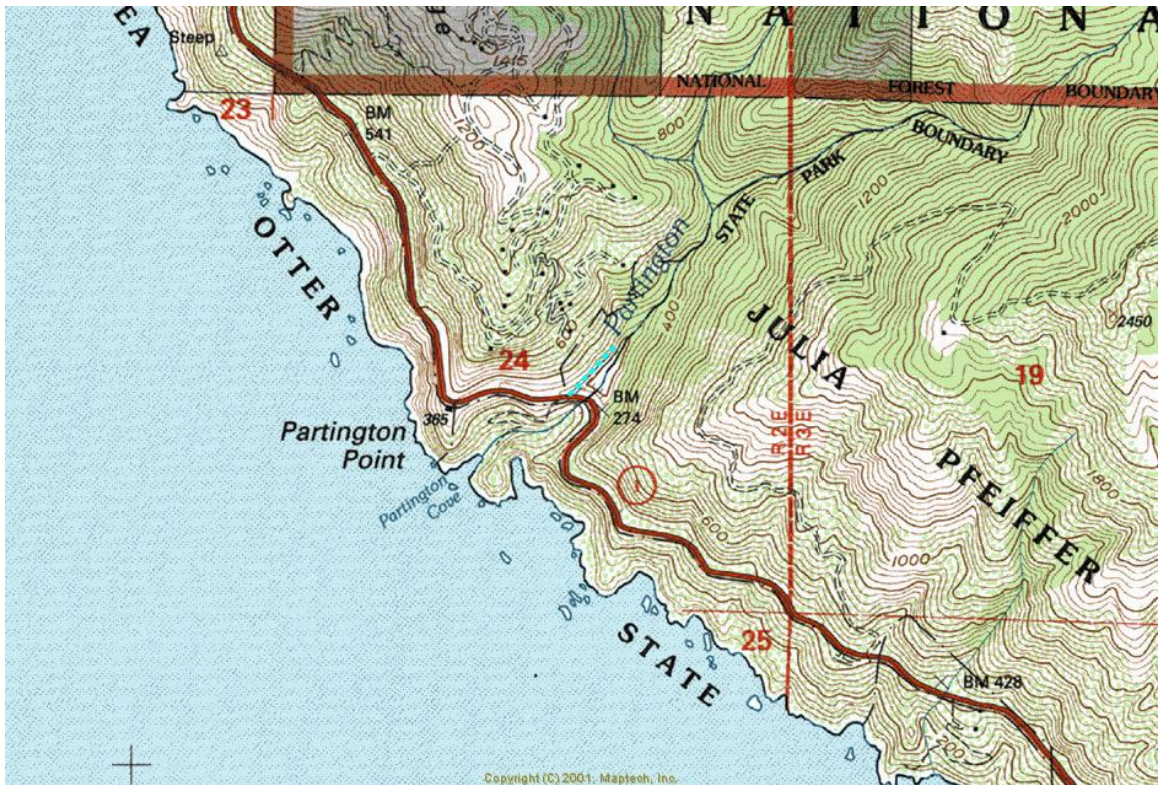 EA
Steep
1415
N A T I O N A
NATIONAL FOREST BOUNDARY
23
BM
541
1200
800
STATE PARK BOUNDARY
1200
2000
OTTER
Partington
400
600
2450
JULIA
24
19
BM
274
365
Partington
Point
R2E
R3E
Partington
Cove
1
PFEIFFER
1800
600
1000
STATE
25
BM 428
200
Copyright (C) 2001, Maptech, Inc.